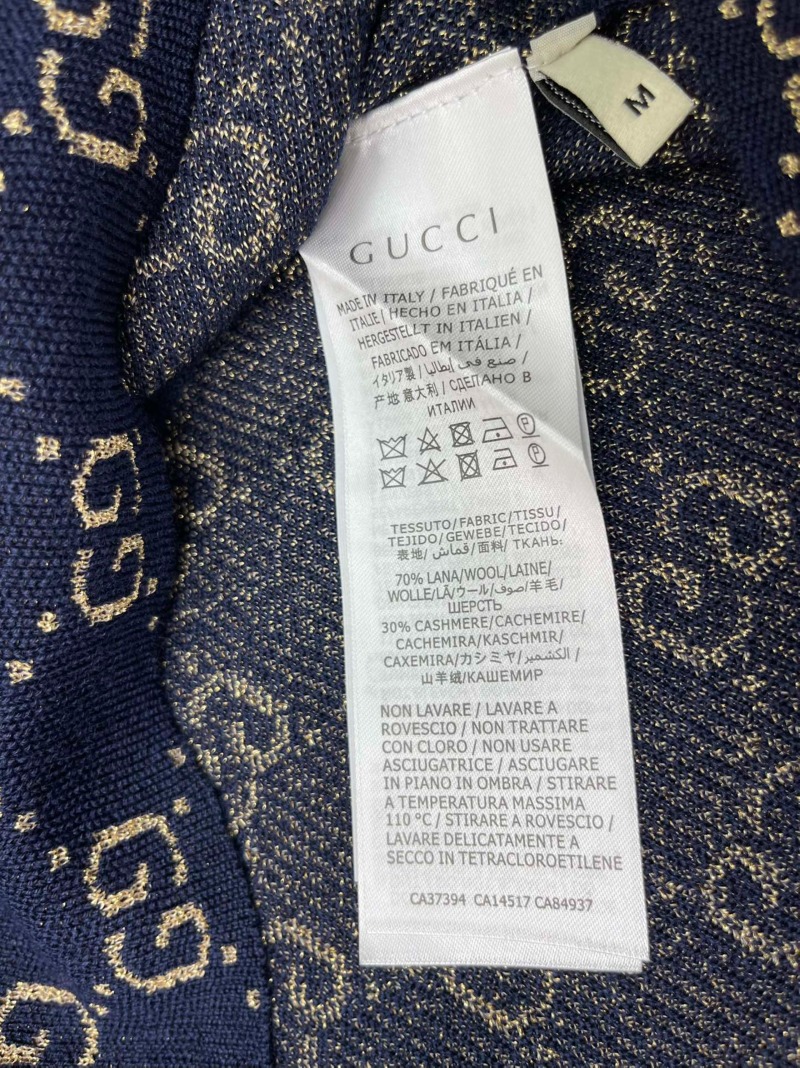 M
GUCCI
MADE IN ITALY / FABRIQUÉ EN
ITALIE / HECHO EN ITALIA /
HERGESTELLT IN ITALIEN /
FABRICADO EM ITÁLIA /
イタリア製 / صنع في إيطاليا /
产地 意大利 / СДЕЛАНО В
ИТАЛИИ
P
P
TESSUTO/FABRIC/TISSU/
TEJIDO/GEWEBE/TECIDO/
表地/ قماش/ 面料/ ТКАНЬ:
70% LANA/WOOL/LAINE/
WOLLE/LÃ/ウール/صوف/羊毛/
ШЕРСТЬ
30% CASHMERE/CACHEMIRE/
CACHEMIRA/KASCHMIR/
CAXEMIRA/カシミヤ/الكشمير /
山羊绒/КАШЕМИР
NON LAVARE / LAVARE A
ROVESCIO / NON TRATTARE
CON CLORO / NON USARE
ASCIUGATRICE / ASCIUGARE
IN PIANO IN OMBRA / STIRARE
A TEMPERATURA MASSIMA
110 °C / STIRARE A ROVESCIO /
LAVARE DELICATAMENTE A
SECCO IN TETRACLOROETILENE
CA37394 CA14517 CA84937